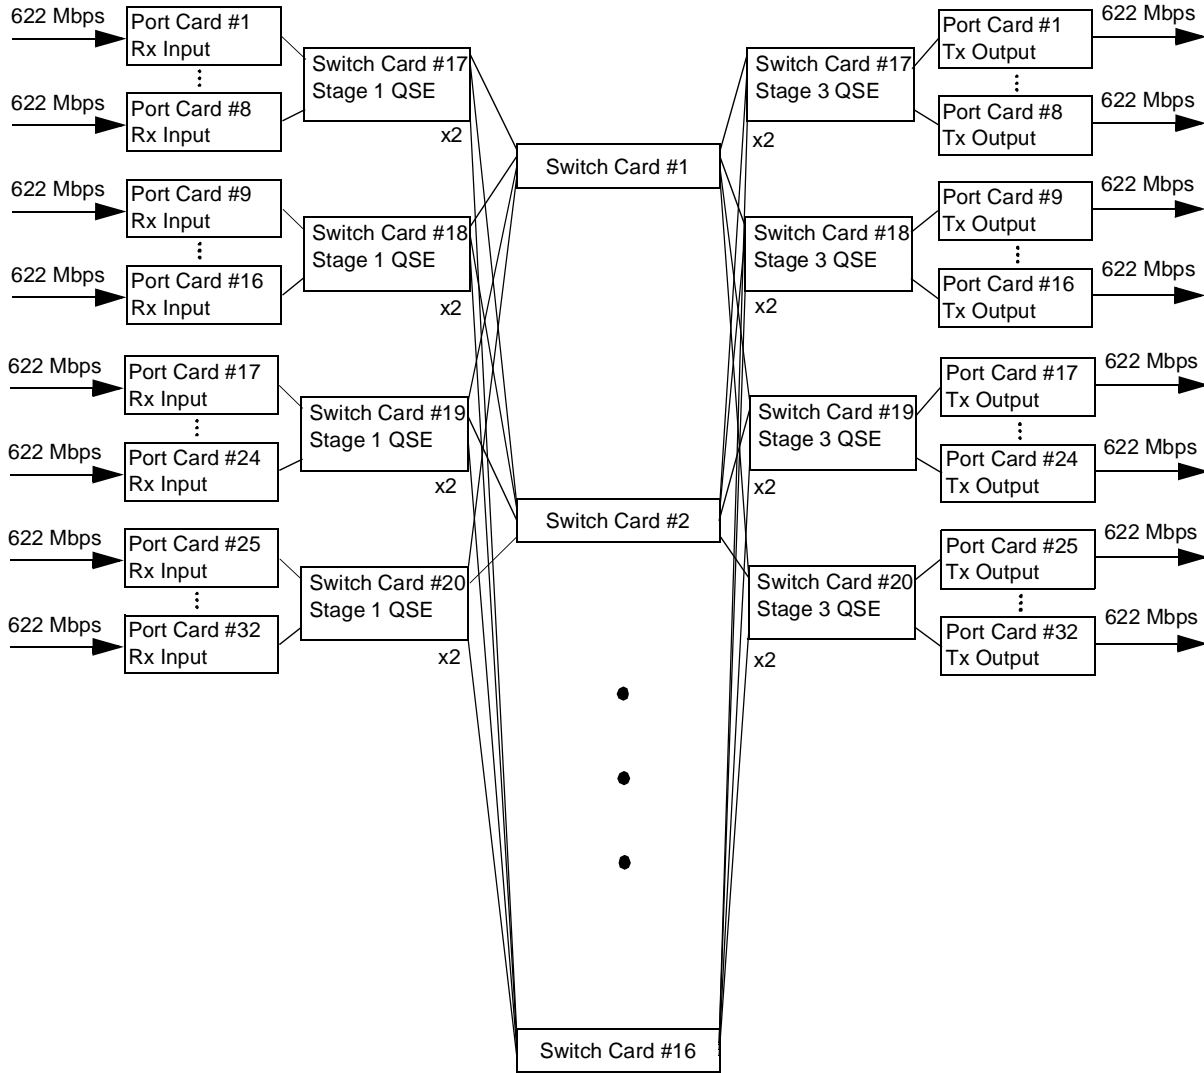 622 Mbps
Port Card #1
Rx Input
622 Mbps
Port Card #8
Rx Input
Switch Card #17
Stage 1 QSE
x2
622 Mbps
Port Card #9
Rx Input
622 Mbps
Port Card #16
Rx Input
Switch Card #18
Stage 1 QSE
x2
622 Mbps
Port Card #17
Rx Input
622 Mbps
Port Card #24
Rx Input
Switch Card #19
Stage 1 QSE
x2
622 Mbps
Port Card #25
Rx Input
622 Mbps
Port Card #32
Rx Input
Switch Card #20
Stage 1 QSE
x2
Switch Card #1
Switch Card #2
Switch Card #16
Switch Card #17
Stage 3 QSE
x2
Port Card #1
Tx Output
622 Mbps
Port Card #8
Tx Output
622 Mbps
Switch Card #18
Stage 3 QSE
x2
Port Card #9
Tx Output
622 Mbps
Port Card #16
Tx Output
622 Mbps
Switch Card #19
Stage 3 QSE
x2
Port Card #17
Tx Output
622 Mbps
Port Card #24
Tx Output
622 Mbps
Switch Card #20
Stage 3 QSE
x2
Port Card #25
Tx Output
622 Mbps
Port Card #32
Tx Output
622 Mbps